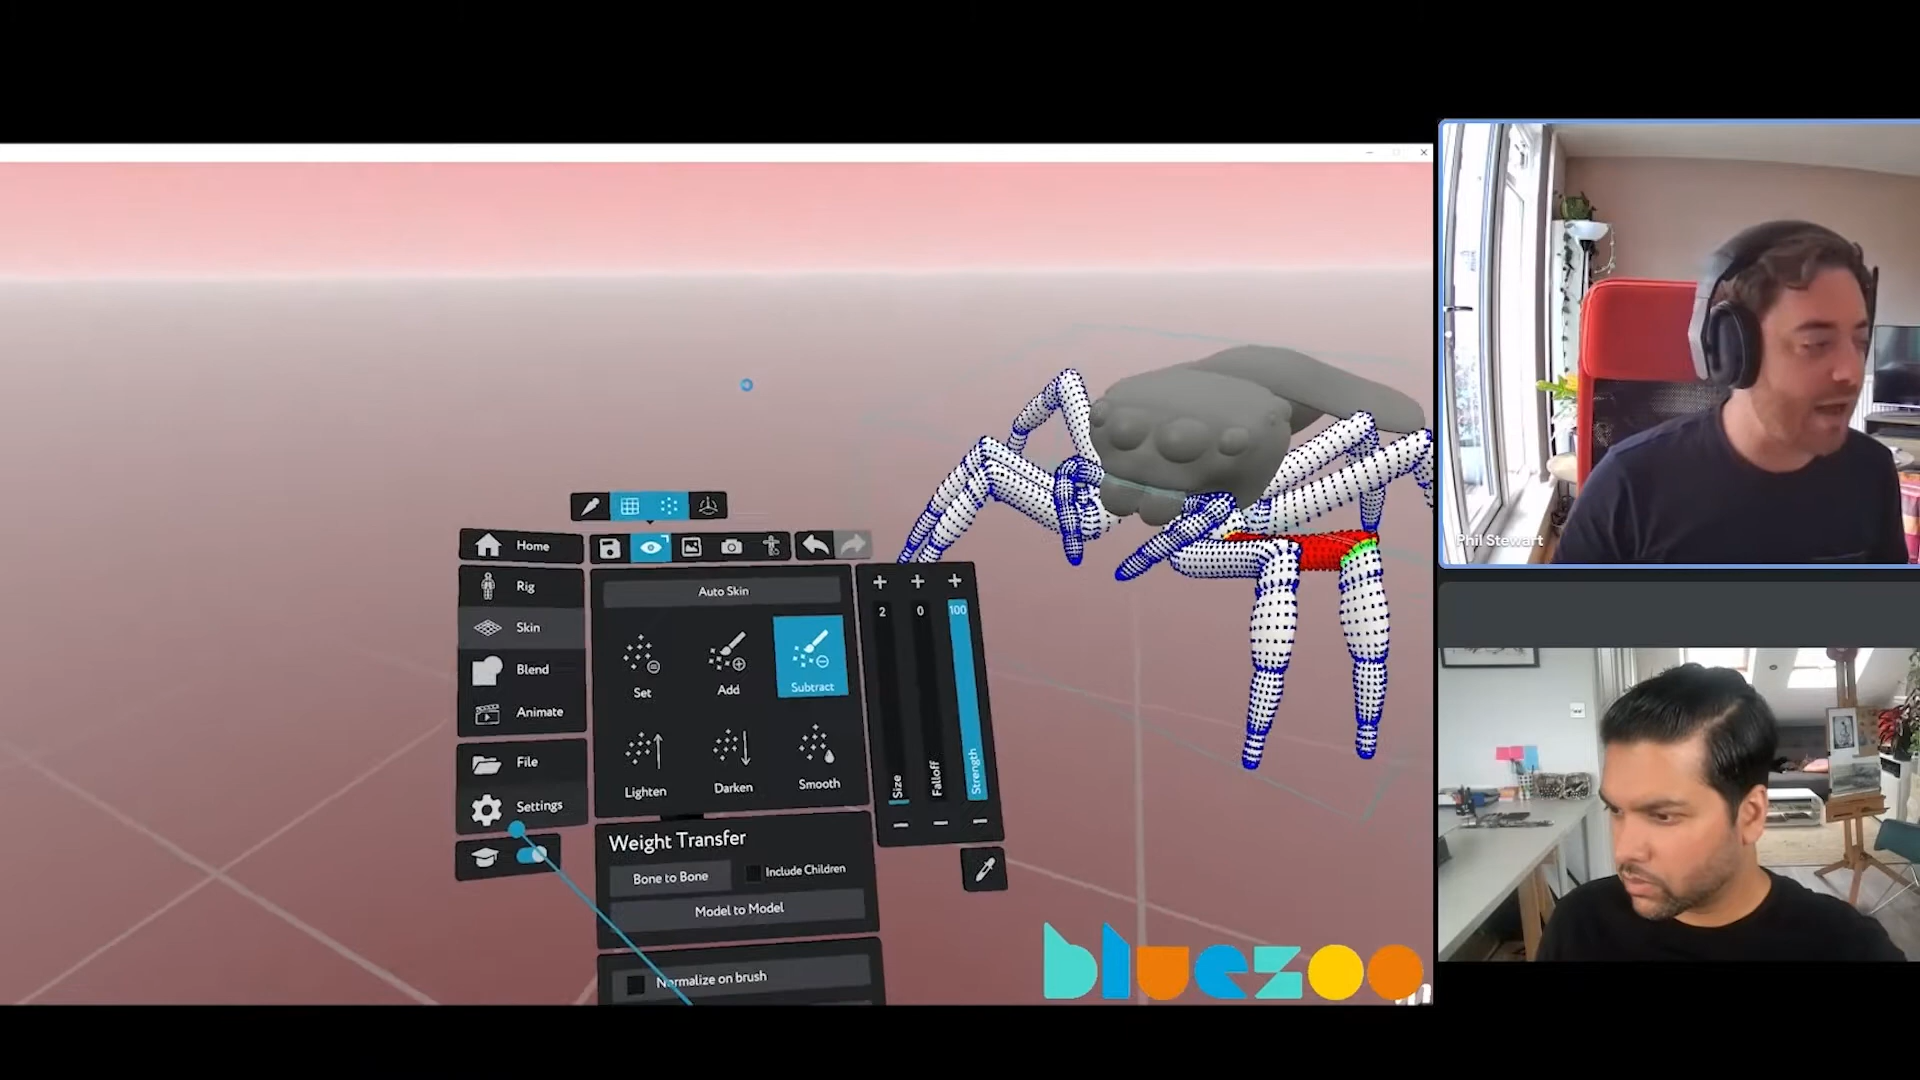 Home
Rig
Skin
Blend
Animate
File
Settings
Auto Skin
Set
Add
Subtract
Lighten
Darken
Smooth
2
0
100
Size
Falloff
Strength
Weight Transfer
Bone to Bone
Include Children
Model to Model
Normalize on brush
bluezoo
Phil Stewart